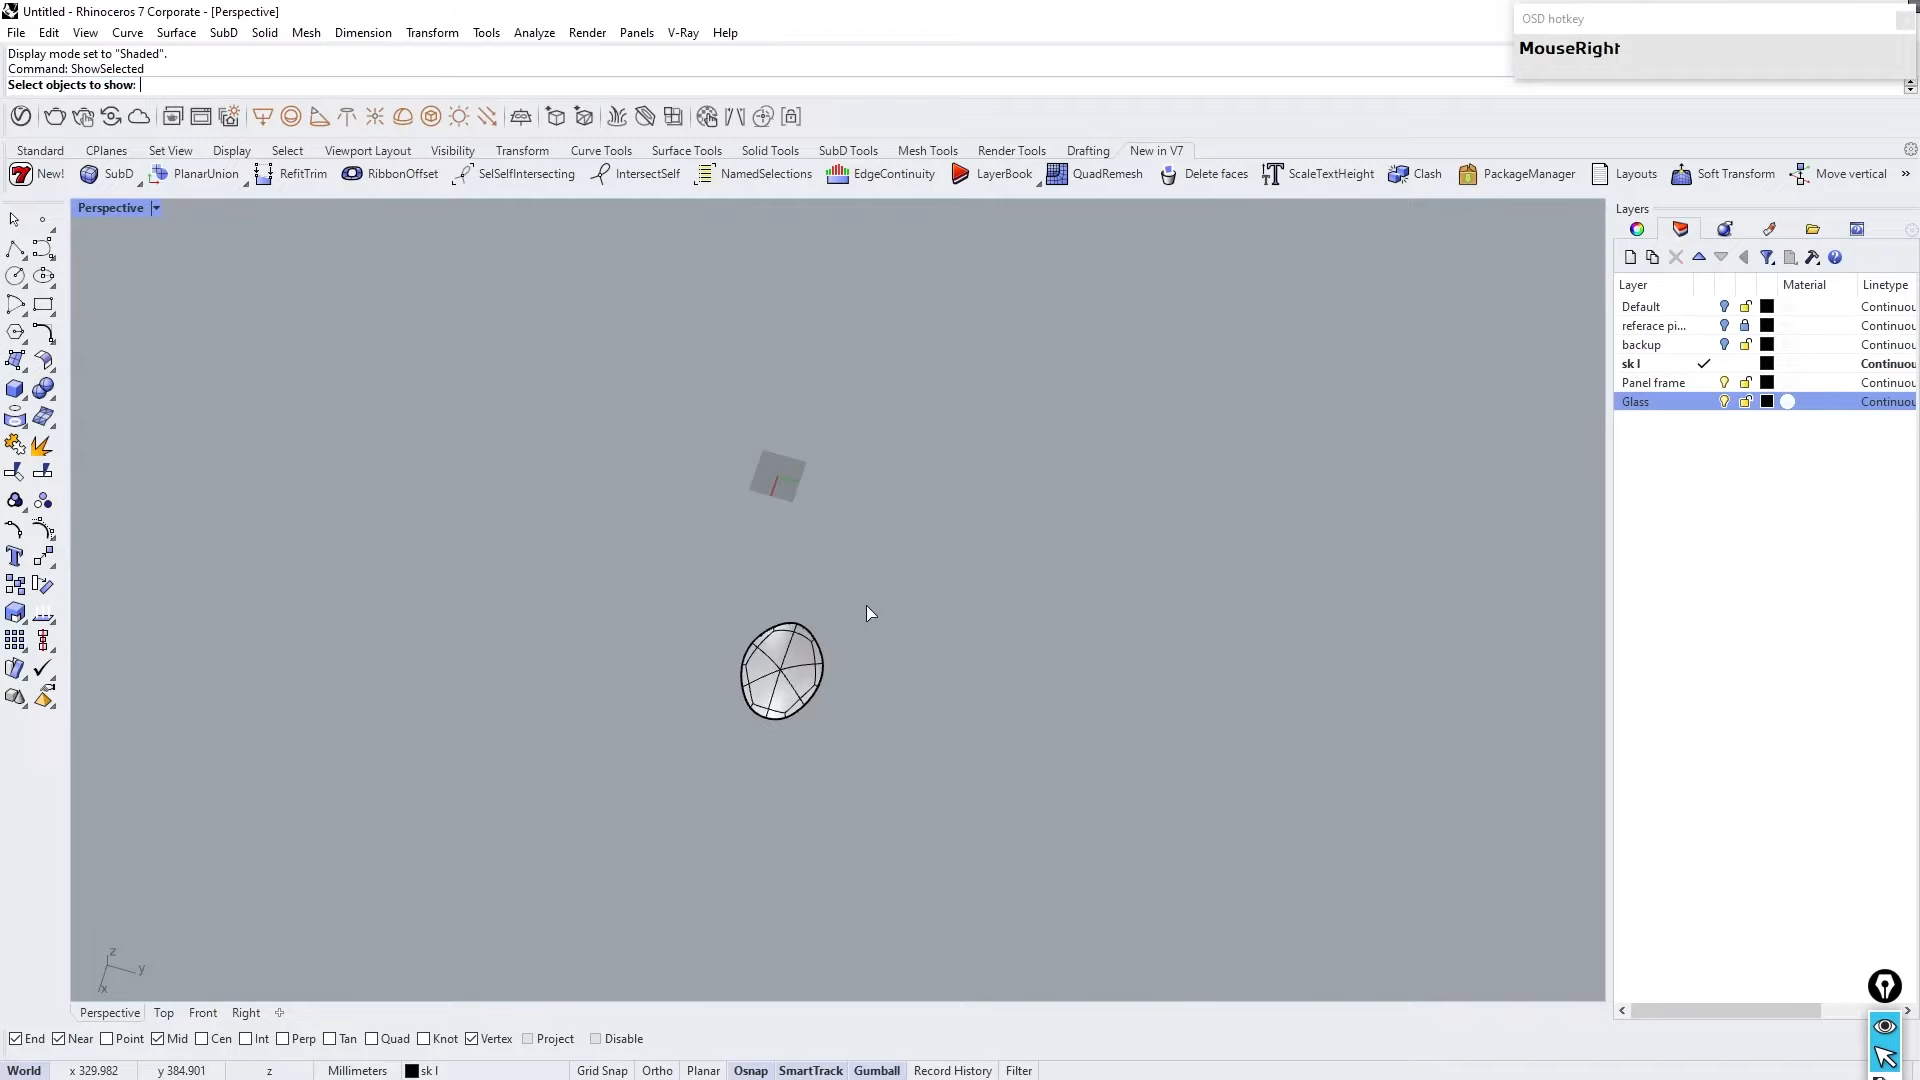 Untitled - Rhinoceros 7 Corporate - [Perspective]
File Edit View Curve Surface SubD Solid Mesh Dimension Transform Tools Analyze Render Panels V-Ray Help
OSD hotkey
MouseRight
Display mode set to "Shaded".
Command: ShowSelected
Select objects to show:
Standard CPlanes Set View Display Select Viewport Layout Visibility Transform Curve Tools Surface Tools Solid Tools SubD Tools Mesh Tools Render Tools Drafting New in V7
7 New! SubD PlanarUnion RefitTrim RibbonOffset SelSelfIntersecting IntersectSelf NamedSelections EdgeContinuity LayerBook QuadRemesh Delete faces ScaleTextHeight Clash PackageManager Layouts Soft Transform Move vertical »
Perspective
Layers
Layer Material Linetype
Default Continuou
referace pi... Continuou
backup Continuou
sk l Continuou
Panel frame Continuou
Glass Continuou
z
y
x
Perspective Top Front Right
End Near Point Mid Cen Int Perp Tan Quad Knot Vertex Project Disable
World x 329.982 y 384.901 z Millimeters sk l Grid Snap Ortho Planar Osnap SmartTrack Gumball Record History Filter